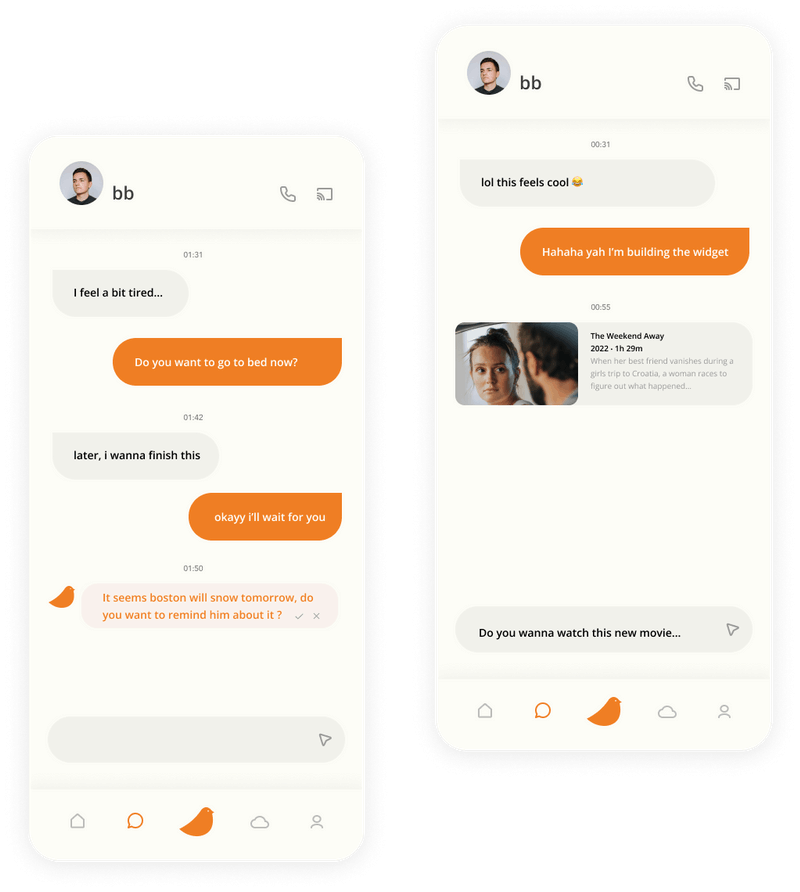 bb
01:31
I feel a bit tired...
Do you want to go to bed now?
01:42
later, i wanna finish this
okayy i'll wait for you
01:50
It seems boston will snow tomorrow, do
you want to remind him about it ?
bb
00:31
lol this feels cool 😂
Hahaha yah I'm building the widget
00:55
The Weekend Away
2022 · 1h 29m
When her best friend vanishes during a
girls trip to Croatia, a woman races to
figure out what happened...
Do you wanna watch this new movie...